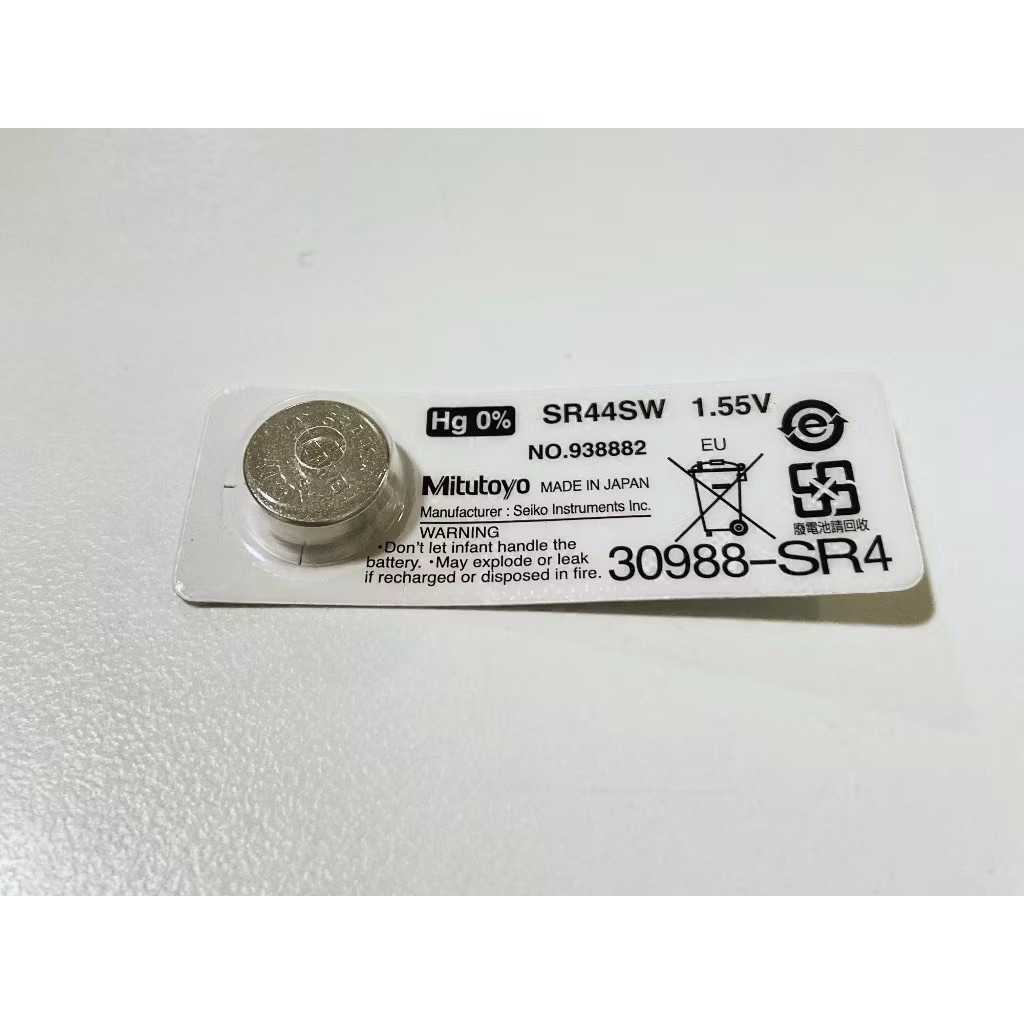 Hg 0% SR44SW 1.55V
NO.938882
EU
Mitutoyo MADE IN JAPAN
Manufacturer : Seiko Instruments Inc.
WARNING
·Don't let infant handle the
battery. ·May explode or leak
if recharged or disposed in fire.
e
廢電池請回收
30988-SR4